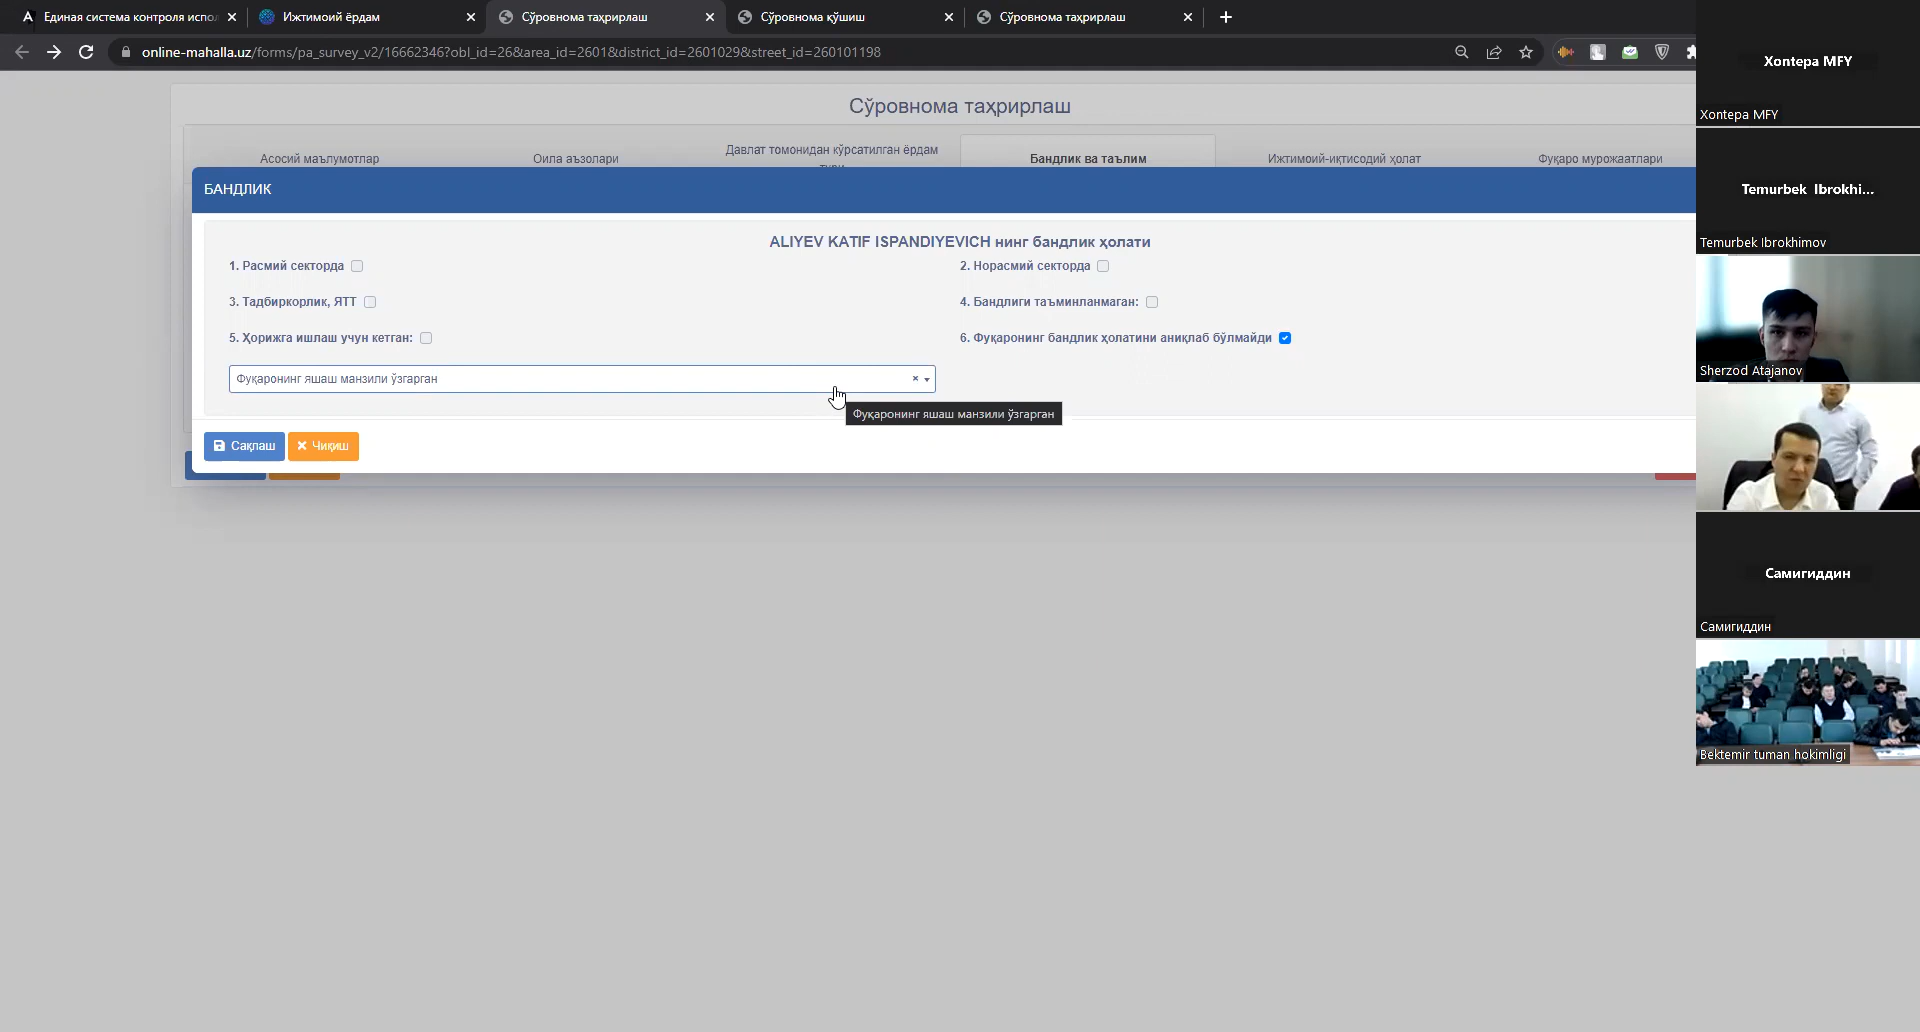 Единая система контроля испол
Ижтимоий ёрдам
Сўровнома таҳрирлаш
Сўровнома қўшиш
Сўровнома таҳрирлаш
online-mahalla.uz/forms/pa_survey_v2/16662346?obl_id=26&area_id=2601&district_id=2601029&street_id=260101198
Сўровнома таҳрирлаш
Асосий маълумотлар
Оила аъзолари
Давлат томонидан кўрсатилган ёрдам
Бандлик ва таълим
Ижтимоий-иқтисодий ҳолат
Фуқаро мурожаатлари
БАНДЛИК
ALIYEV KATIF ISPANDIYEVICH нинг бандлик ҳолати
1. Расмий секторда
2. Норасмий секторда
3. Тадбиркорлик, ЯТТ
4. Бандлиги таъминланмаган:
5. Ҳорижга ишлаш учун кетган:
6. Фуқаронинг бандлик ҳолатини аниқлаб бўлмайди
Фуқаронинг яшаш манзили ўзгарган
Фуқаронинг яшаш манзили ўзгарган
Сақлаш
Чиқиш
Xontepa MFY
Xontepa MFY
Temurbek Ibrokhi...
Temurbek Ibrokhimov
Sherzod Atajanov
Самигиддин
Самигиддин
Bektemir tuman hokimligi